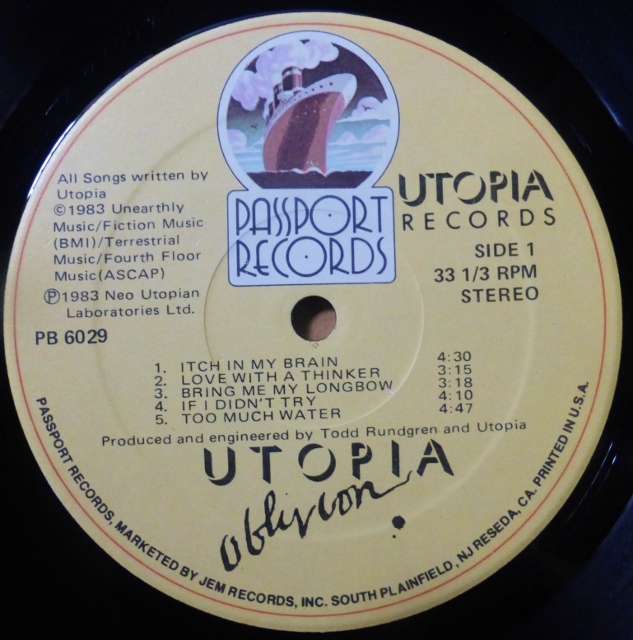 All Songs written by
Utopia
©1983 Unearthly
Music/Fiction Music
(BMI)/Terrestrial
Music/Fourth Floor
Music(ASCAP)
Ⓟ1983 Neo Utopian
Laboratories Ltd.
PB 6029
PASSPORT
RECORDS
UTOPIA
RECORDS
SIDE 1
33 1/3 RPM
STEREO
1. ITCH IN MY BRAIN 4:30
2. LOVE WITH A THINKER 3:15
3. BRING ME MY LONGBOW 3:18
4. IF I DIDN'T TRY 4:10
5. TOO MUCH WATER 4:47
Produced and engineered by Todd Rundgren and Utopia
UTOPIA
oblivion
PASSPORT RECORDS, MARKETED BY JEM RECORDS, INC. SOUTH PLAINFIELD, NJ RESEDA, CA. PRINTED IN U.S.A.